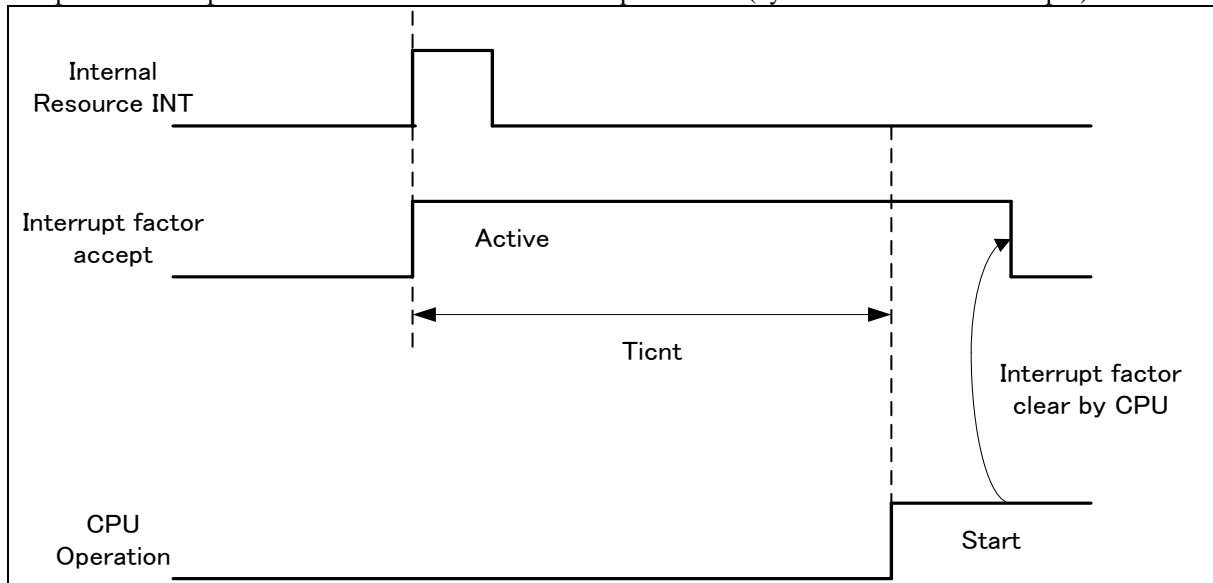 Internal
Resource INT
Interrupt factor
accept
Active
Ticnt
Interrupt factor
clear by CPU
CPU
Operation
Start